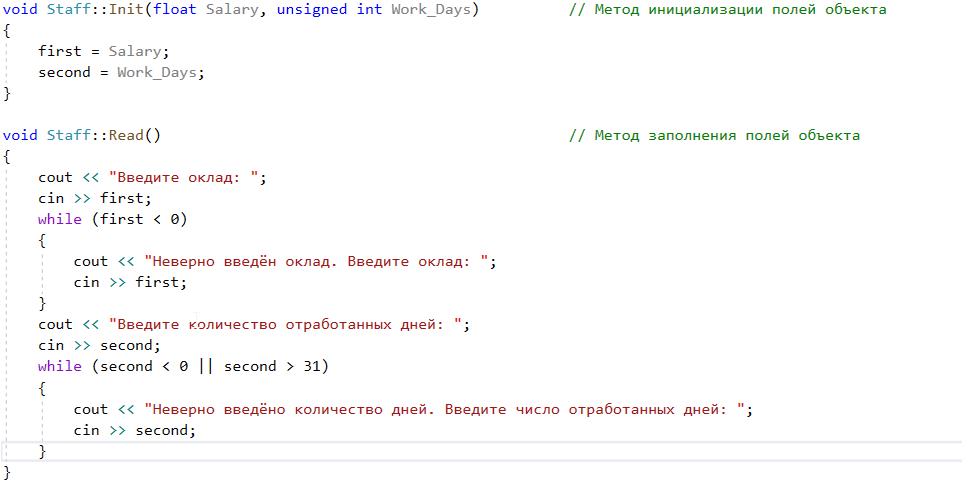 void Staff::Init(float Salary, unsigned int Work_Days) // Метод инициализации полей объекта
{
first = Salary;
second = Work_Days;
}
void Staff::Read() // Метод заполнения полей объекта
{
cout << "Введите оклад: ";
cin >> first;
while (first < 0)
{
cout << "Неверно введён оклад. Введите оклад: ";
cin >> first;
}
cout << "Введите количество отработанных дней: ";
cin >> second;
while (second < 0 || second > 31)
{
cout << "Неверно введёно количество дней. Введите число отработанных дней: ";
cin >> second;
}
}